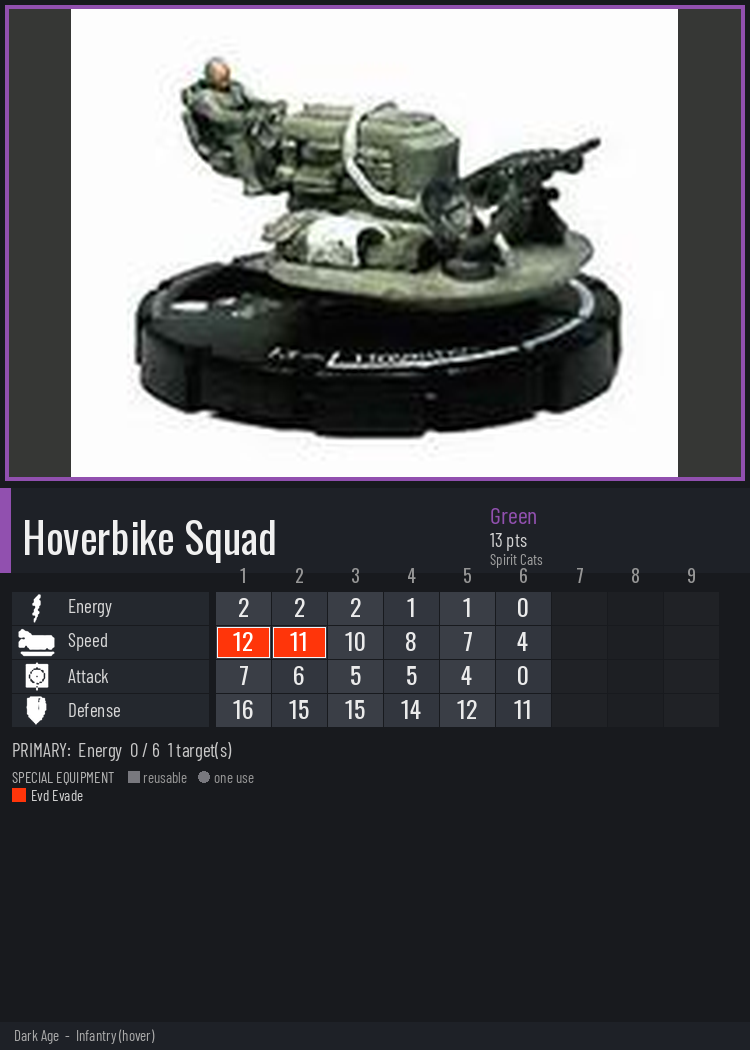 Hoverbike Squad
Green
13 pts
Spirit Cats
1 2 3 4 5 6 7 8 9
Energy 2 2 2 1 1 0
Speed 12 11 10 8 7 4
Attack 7 6 5 5 4 0
Defense 16 15 15 14 12 11
PRIMARY: Energy 0 / 6 1 target(s)
SPECIAL EQUIPMENT reusable one use
Evd Evade
Dark Age - Infantry (hover)